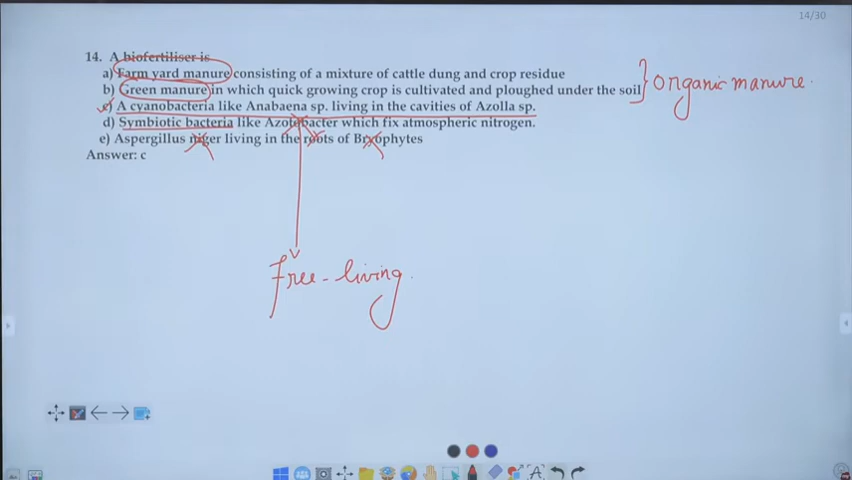 14/30
14. A biofertiliser is
a) Farm yard manure consisting of a mixture of cattle dung and crop residue
b) Green manure in which quick growing crop is cultivated and ploughed under the soil
c) A cyanobacteria like Anabaena sp. living in the cavities of Azolla sp.
d) Symbiotic bacteria like Azotobacter which fix atmospheric nitrogen.
e) Aspergillus niger living in the roots of Bryophytes
Answer: c
organic manure.
Free-living.